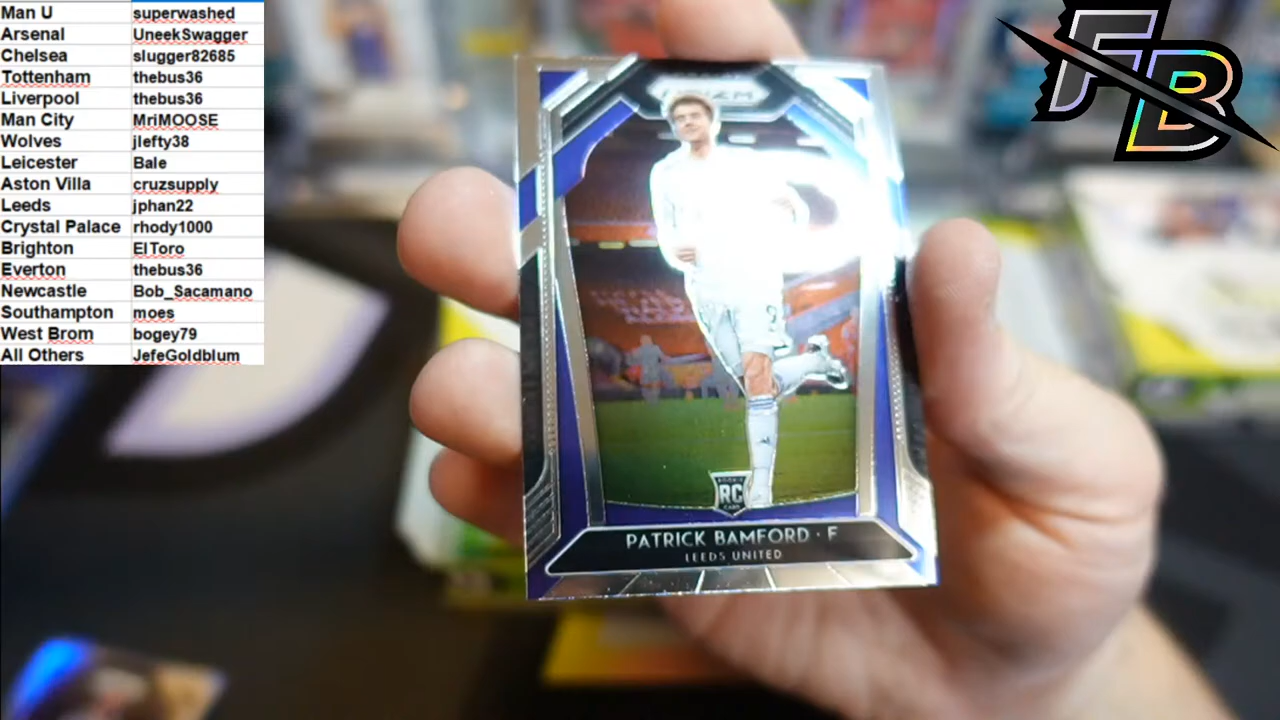 Man U superwashed
Arsenal UneekSwagger
Chelsea slugger82685
Tottenham thebus36
Liverpool thebus36
Man City MriMOOSE
Wolves jlefty38
Leicester Bale
Aston Villa cruzsupply
Leeds jphan22
Crystal Palace rhody1000
Brighton ElToro
Everton thebus36
Newcastle Bob_Sacamano
Southampton moes
West Brom bogey79
All Others JefeGoldblum
FB
PRIZM
RC
PATRICK BAMFORD · F
LEEDS UNITED